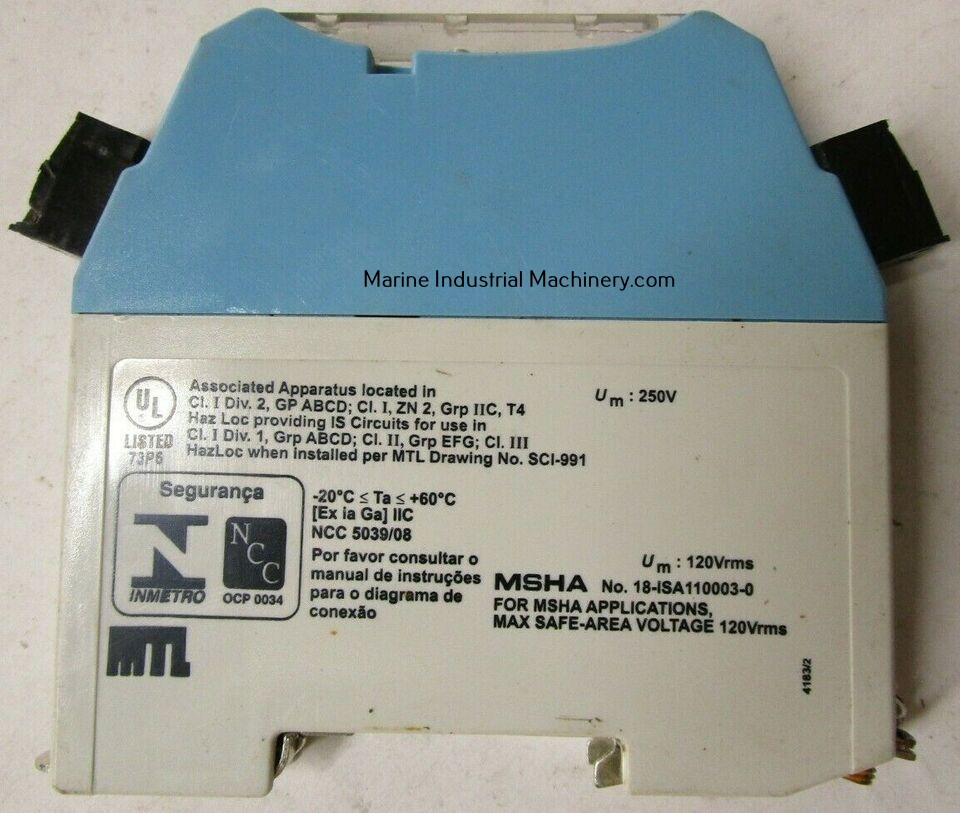 Marine Industrial Machinery.com
UL
LISTED
73P6
Associated Apparatus located in
Cl. I Div. 2, GP ABCD; Cl. I, ZN 2, Grp IIC, T4
Haz Loc providing IS Circuits for use in
Cl. I Div. 1, Grp ABCD; Cl. II, Grp EFG; Cl. III
HazLoc when installed per MTL Drawing No. SCI-991
Um : 250V
Segurança
INMETRO
NCC
OCP 0034
-20°C ≤ Ta ≤ +60°C
[Ex ia Ga] IIC
NCC 5039/08
Por favor consultar o
manual de instruções
para o diagrama de
conexão
Um : 120Vrms
MSHA No. 18-ISA110003-0
FOR MSHA APPLICATIONS,
MAX SAFE-AREA VOLTAGE 120Vrms
MTL
4183/2